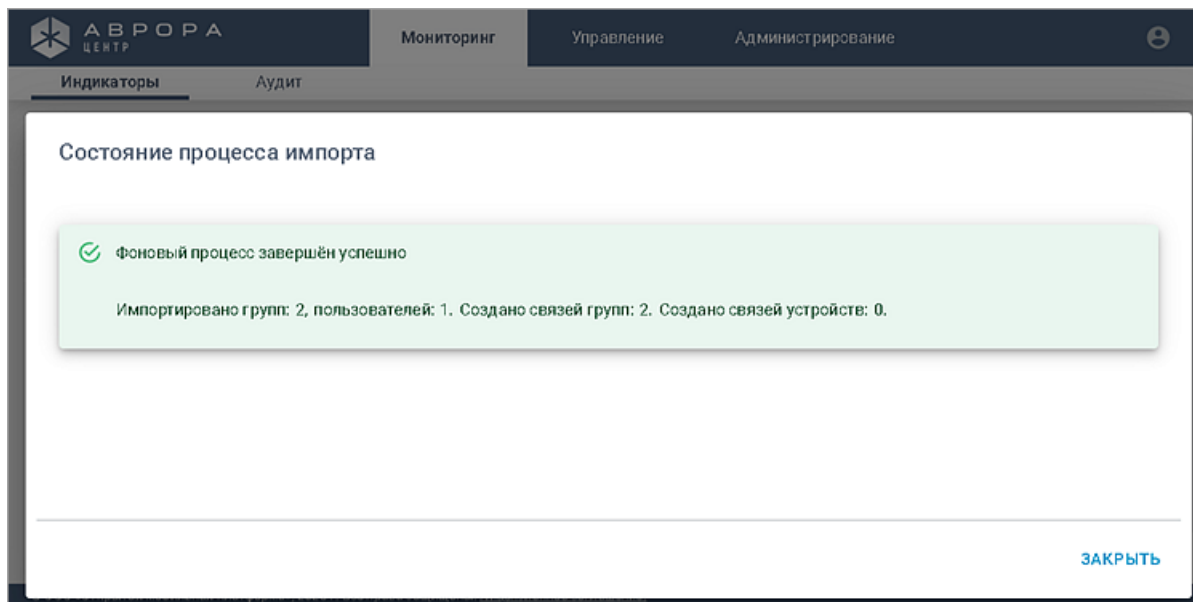 АВРОРА
ЦЕНТР
Мониторинг
Управление
Администрирование
Индикаторы
Аудит
Состояние процесса импорта
Фоновый процесс завершён успешно
Импортировано групп: 2, пользователей: 1. Создано связей групп: 2. Создано связей устройств: 0.
ЗАКРЫТЬ